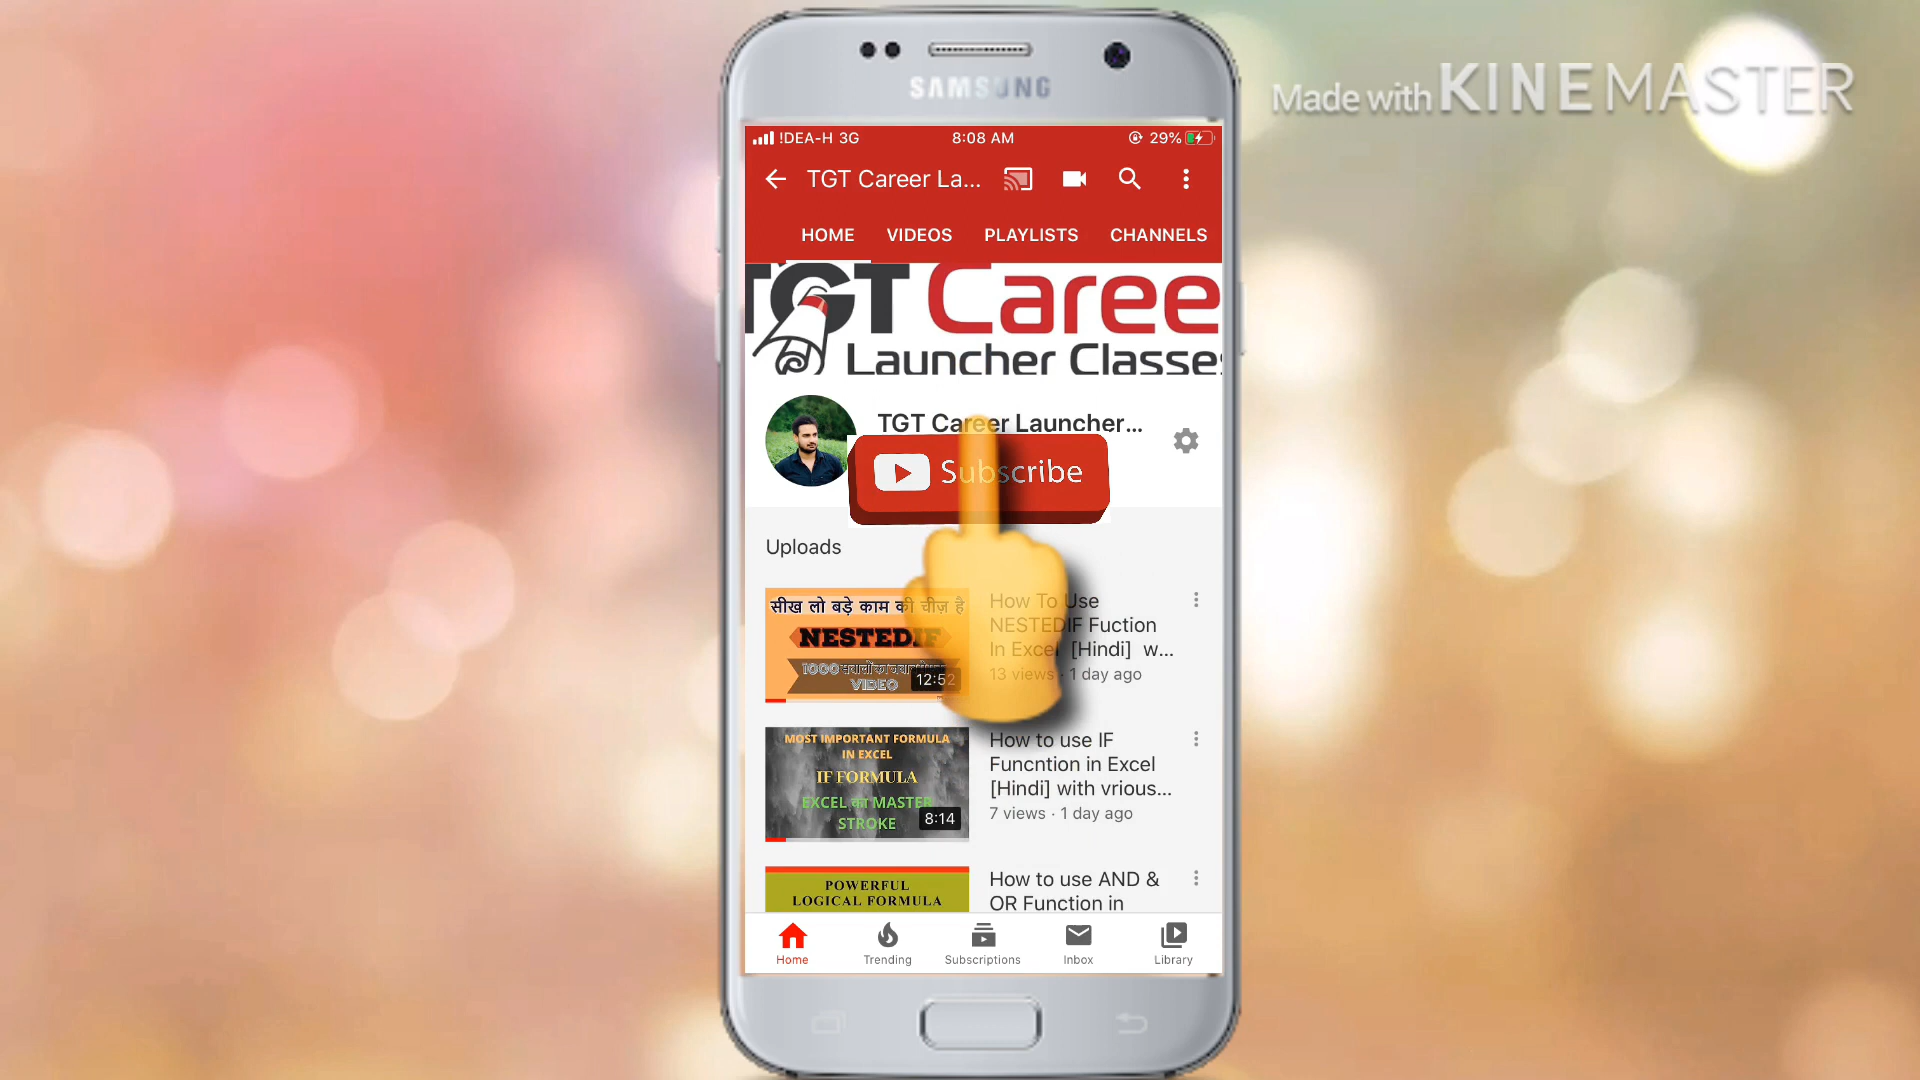 Made with KINEMASTER
SAMSUNG
!DEA-H 3G 8:08 AM 29%
TGT Career La...
HOME VIDEOS PLAYLISTS CHANNELS
TGT Caree
Launcher Classes
TGT Career Launcher...
Subscribe
Uploads
सीख लो बड़े काम की चीज़ है
NESTEDIF
1000
VIDEO
12:52
How To Use
NESTEDIF Fuction
In Excel [Hindi] w...
13 views · 1 day ago
MOST IMPORTANT FORMULA
IN EXCEL
IF FORMULA
EXCEL का MASTER
STROKE
8:14
How to use IF
Funcntion in Excel
[Hindi] with vrious...
7 views · 1 day ago
POWERFUL
LOGICAL FORMULA
How to use AND &
OR Function in
Home Trending Subscriptions Inbox Library